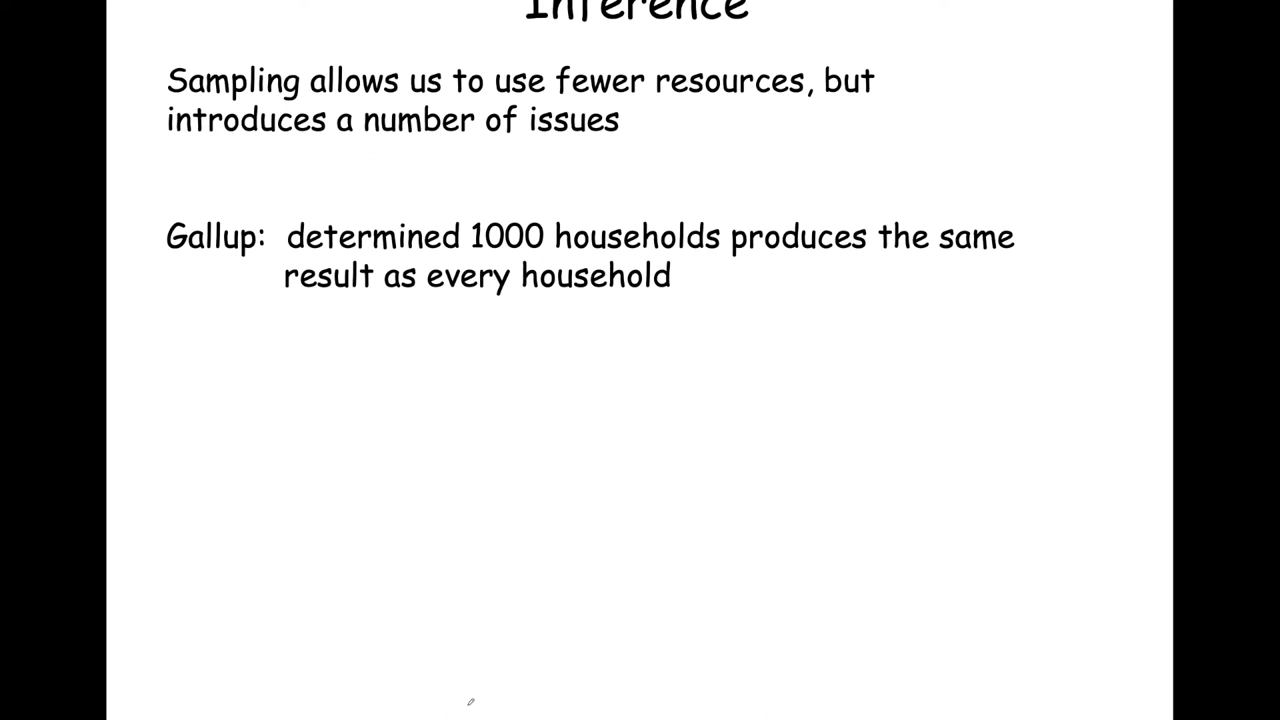 Inference
Sampling allows us to use fewer resources, but
introduces a number of issues
Gallup: determined 1000 households produces the same
result as every household